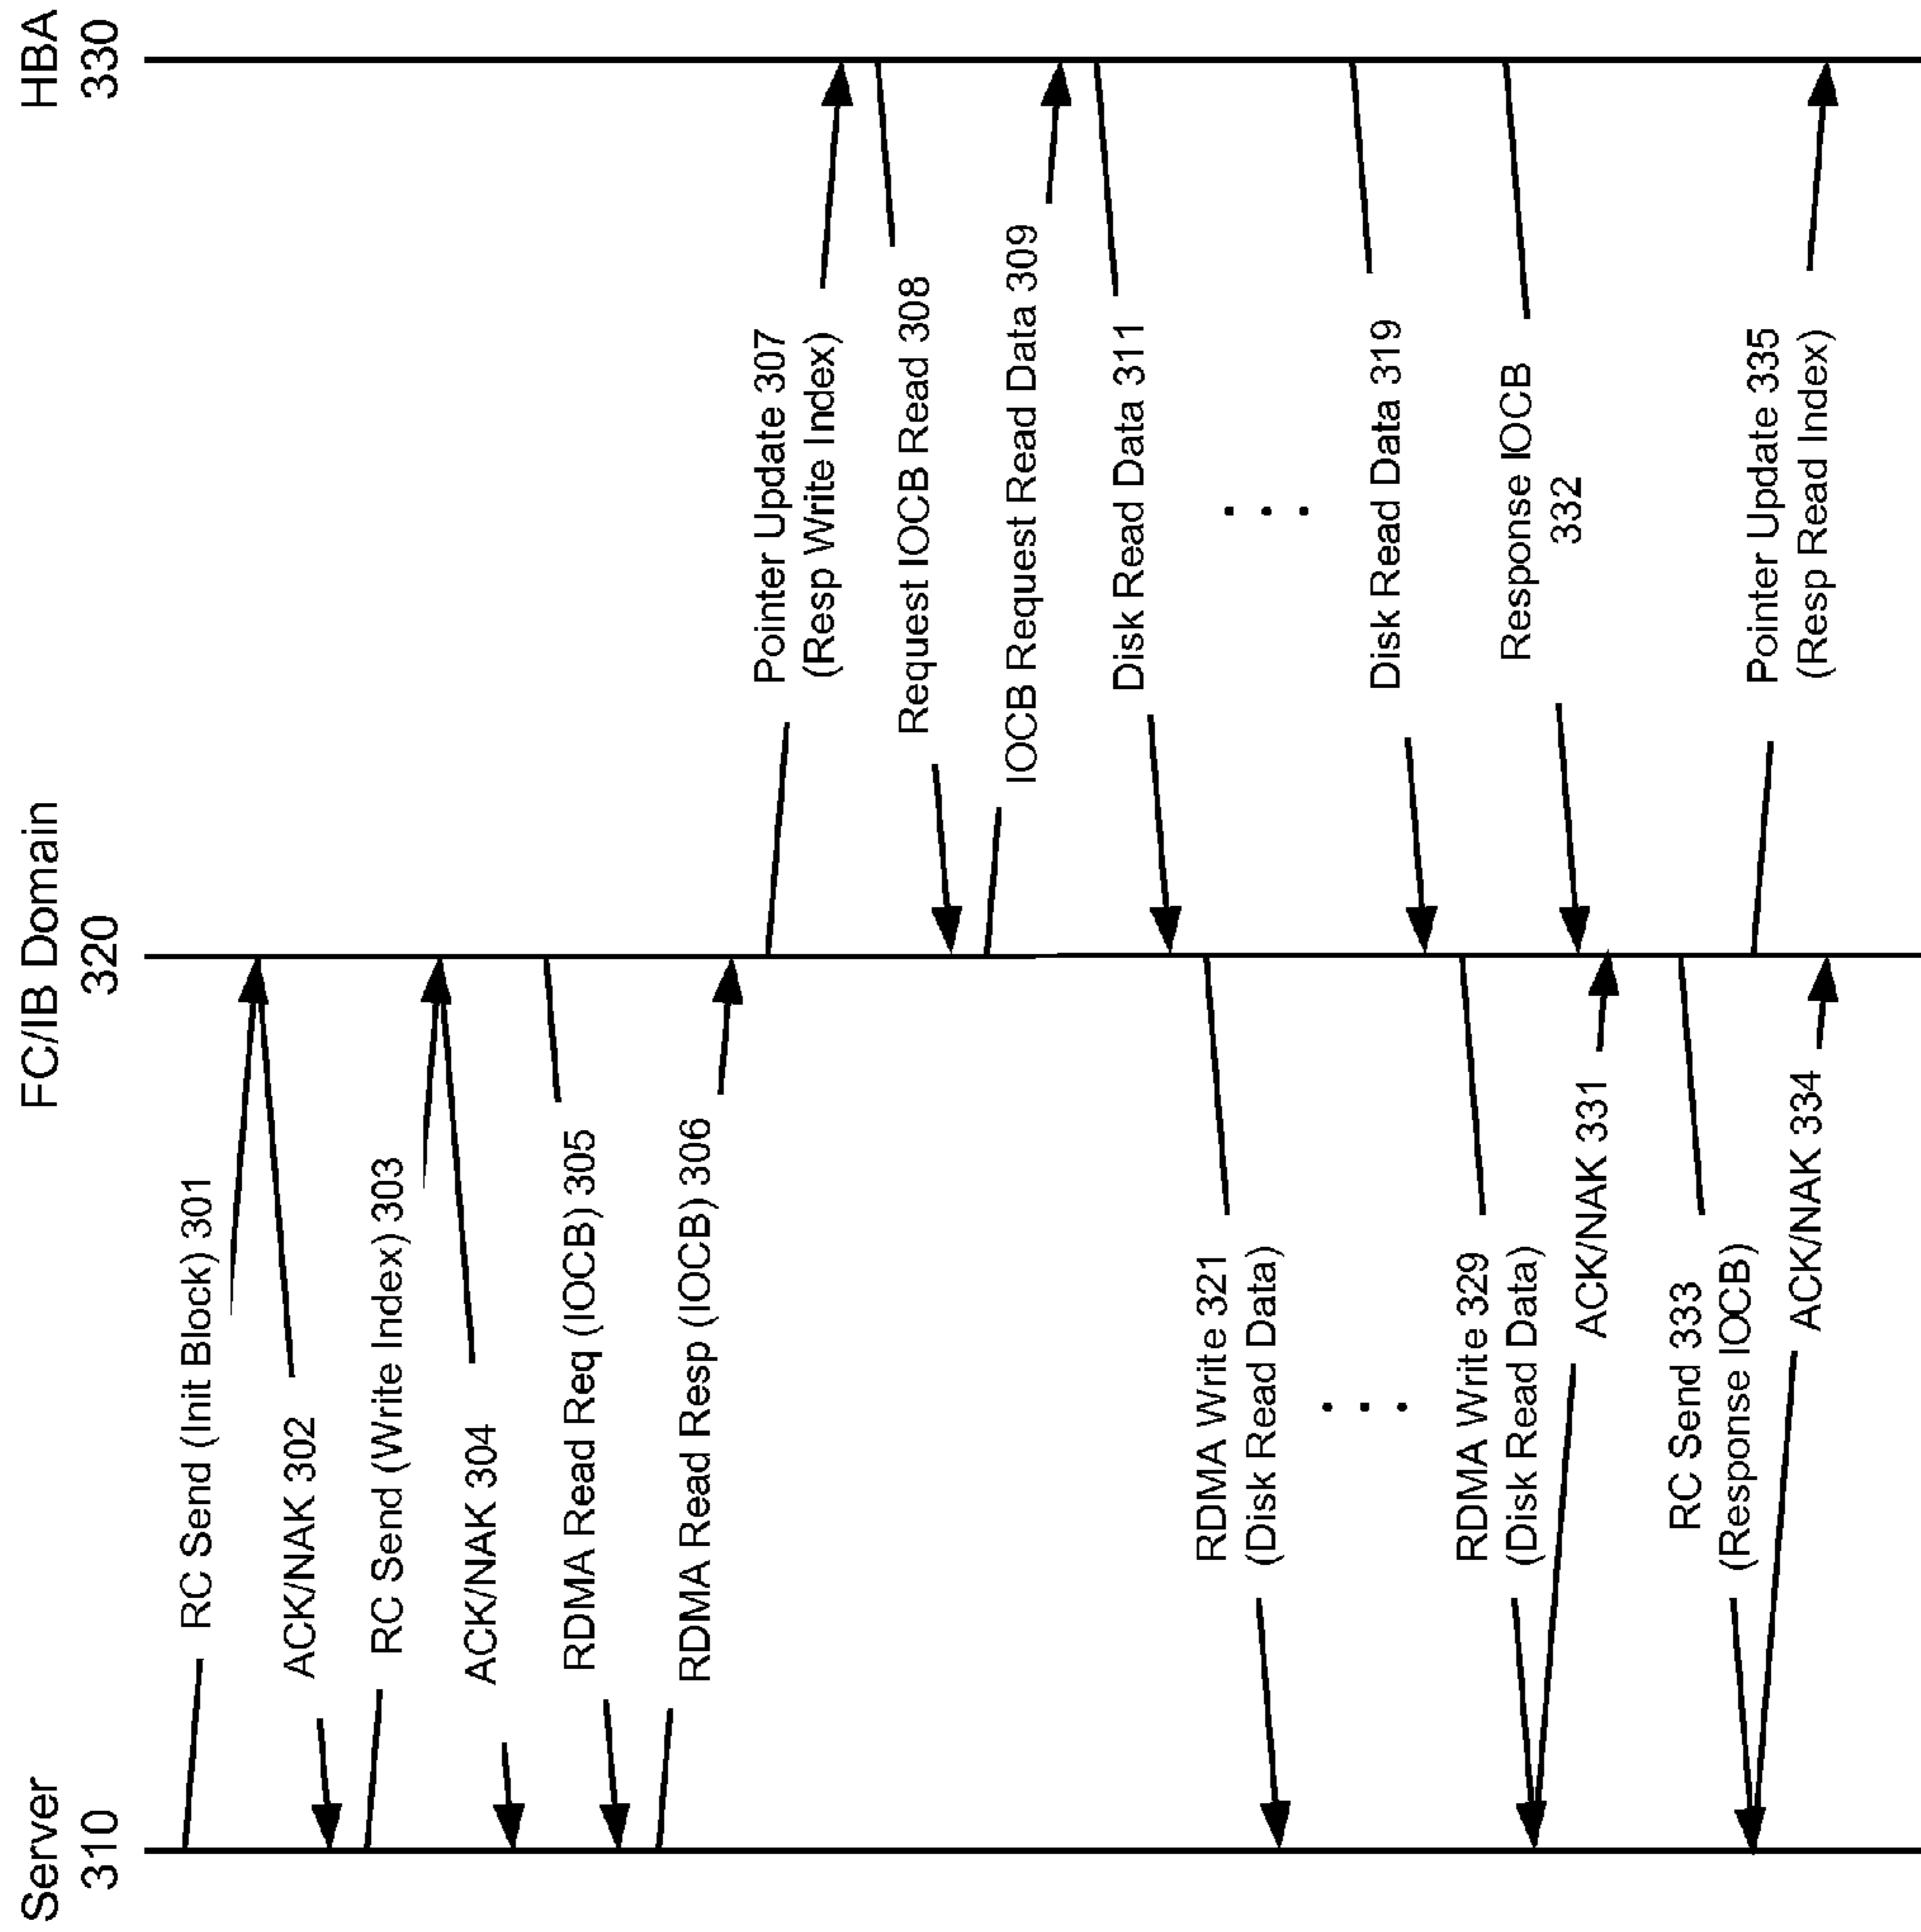 Server
310
FC/IB Domain
320
HBA
330
RC Send (Init Block) 301
ACK/NAK 302
RC Send (Write Index) 303
ACK/NAK 304
RDMA Read Req (IOCB) 305
RDMA Read Resp (IOCB) 306
Pointer Update 307
(Resp Write Index)
Request IOCB Read 308
IOCB Request Read Data 309
Disk Read Data 311
. . .
RDMA Write 321
(Disk Read Data)
. . .
Disk Read Data 319
RDMA Write 329
(Disk Read Data)
Response IOCB
332
ACK/NAK 331
RC Send 333
(Response IOCB)
Pointer Update 335
(Resp Read Index)
ACK/NAK 334